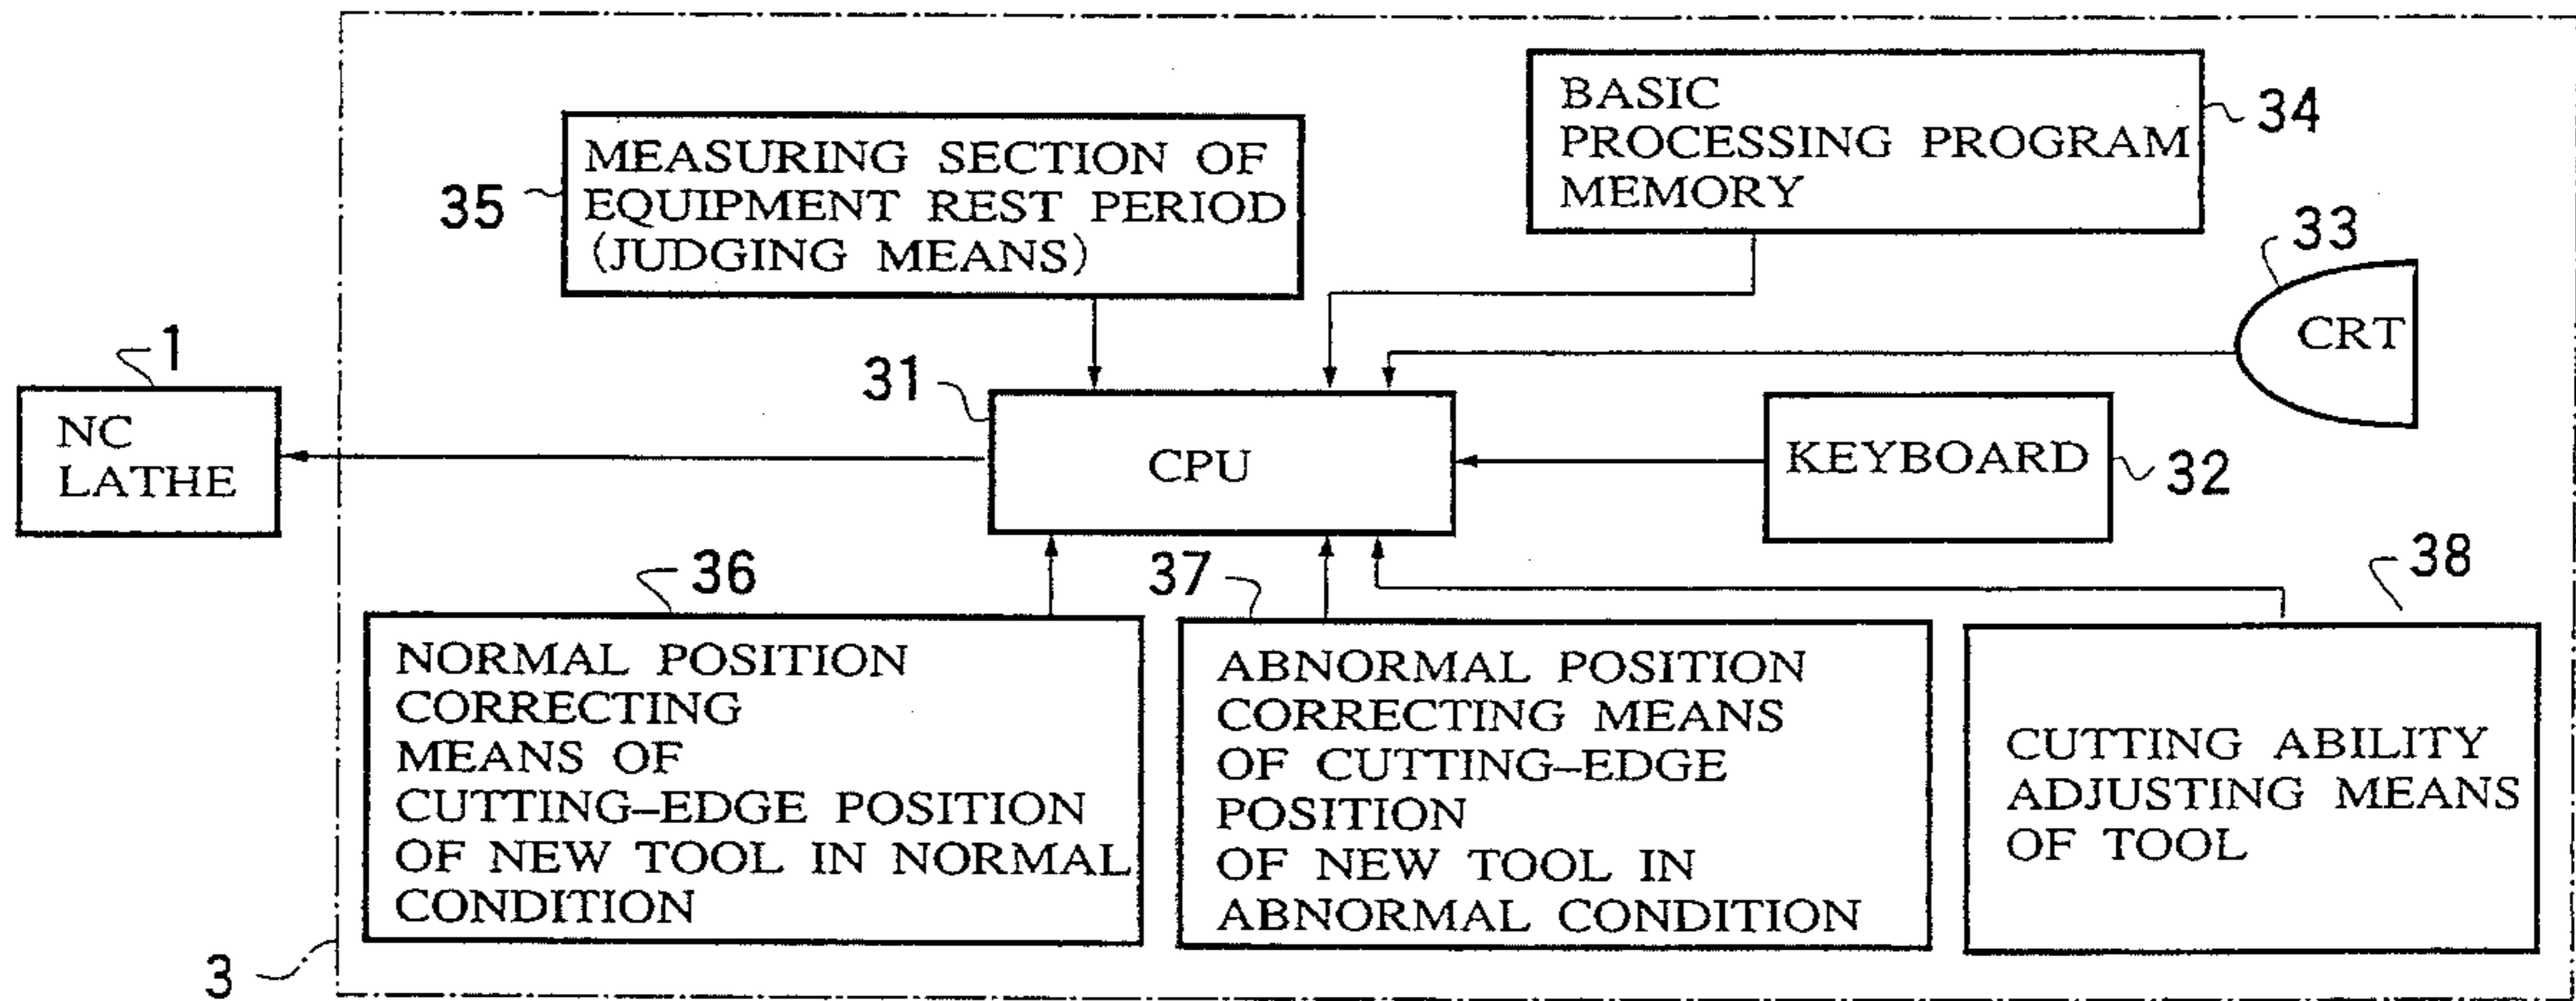 BASIC
PROCESSING PROGRAM
MEMORY
34
MEASURING SECTION OF
EQUIPMENT REST PERIOD
(JUDGING MEANS)
35
33
CRT
1
NC
LATHE
31
CPU
KEYBOARD
32
36
NORMAL POSITION
CORRECTING
MEANS OF
CUTTING–EDGE POSITION
OF NEW TOOL IN NORMAL
CONDITION
37
ABNORMAL POSITION
CORRECTING MEANS
OF CUTTING–EDGE
POSITION
OF NEW TOOL IN
ABNORMAL CONDITION
38
CUTTING ABILITY
ADJUSTING MEANS
OF TOOL
3